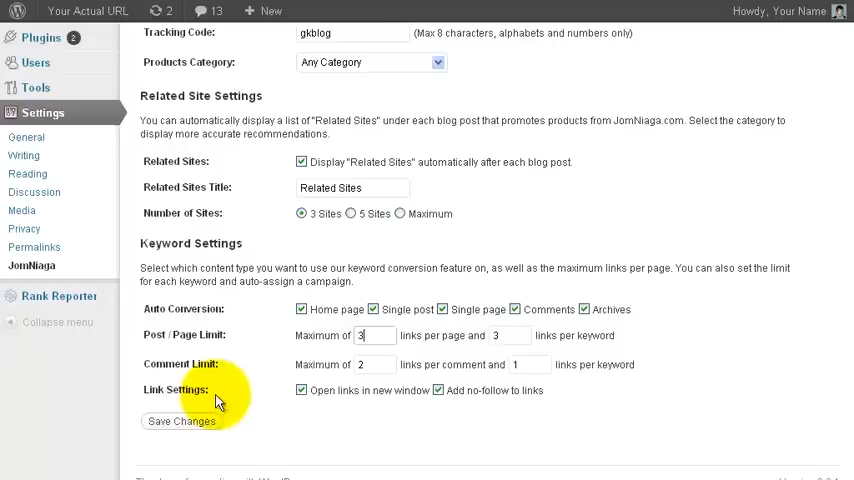 Your Actual URL 2 13 + New Howdy, Your Name
Plugins 2
Users
Tools
Settings
General
Writing
Reading
Discussion
Media
Privacy
Permalinks
JomNiaga
Rank Reporter
Collapse menu
Tracking Code: gkblog (Max 8 characters, alphabets and numbers only)
Products Category: Any Category
Related Site Settings
You can automatically display a list of "Related Sites" under each blog post that promotes products from JomNiaga.com. Select the category to
display more accurate recommendations.
Related Sites: Display "Related Sites" automatically after each blog post.
Related Sites Title: Related Sites
Number of Sites: 3 Sites 5 Sites Maximum
Keyword Settings
Select which content type you want to use our keyword conversion feature on, as well as the maximum links per page. You can also set the limit
for each keyword and auto-assign a campaign.
Auto Conversion: Home page Single post Single page Comments Archives
Post / Page Limit: Maximum of 3 links per page and 3 links per keyword
Comment Limit: Maximum of 2 links per comment and 1 links per keyword
Link Settings: Open links in new window Add no-follow to links
Save Changes